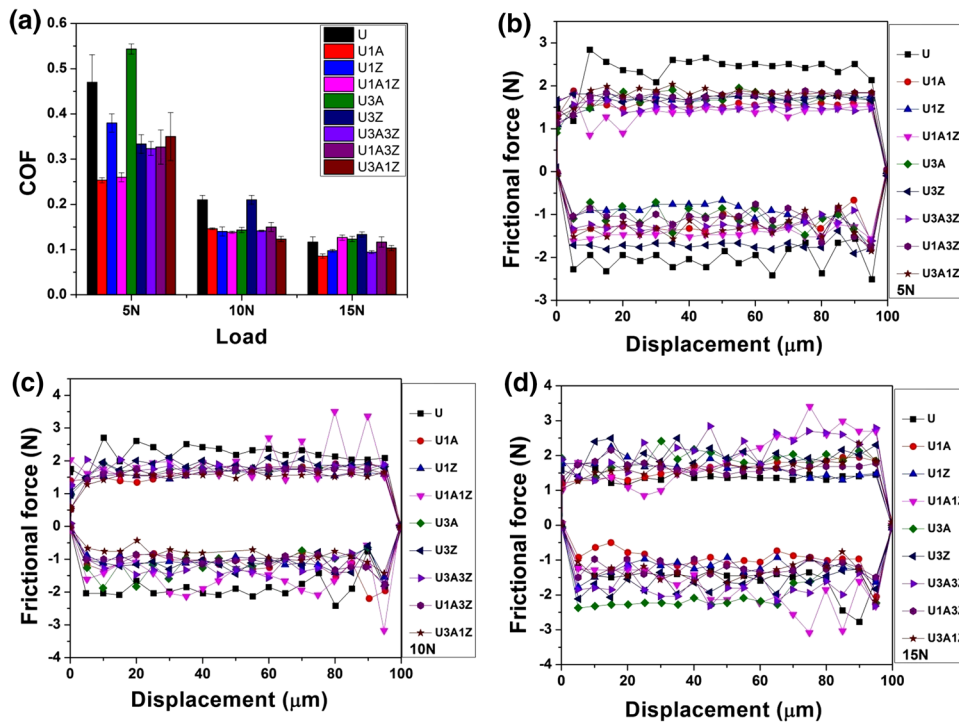 (a)
0.6
0.5
0.4
0.3
0.2
0.1
0.0
COF
5N
10N
15N
Load
U
U1A
U1Z
U1A1Z
U3A
U3Z
U3A3Z
U1A3Z
U3A1Z
(b)
3
2
1
0
-1
-2
-3
Frictional force (N)
0
20
40
60
80
100
Displacement (μm)
U
U1A
U1Z
U1A1Z
U3A
U3Z
U3A3Z
U1A3Z
U3A1Z
5N
(c)
4
3
2
1
0
-1
-2
-3
-4
Frictional force (N)
0
20
40
60
80
100
Displacement (μm)
U
U1A
U1Z
U1A1Z
U3A
U3Z
U3A3Z
U1A3Z
U3A1Z
10N
(d)
4
3
2
1
0
-1
-2
-3
-4
Frictional force (N)
0
20
40
60
80
100
Displacement (μm)
U
U1A
U1Z
U1A1Z
U3A
U3Z
U3A3Z
U1A3Z
U3A1Z
15N